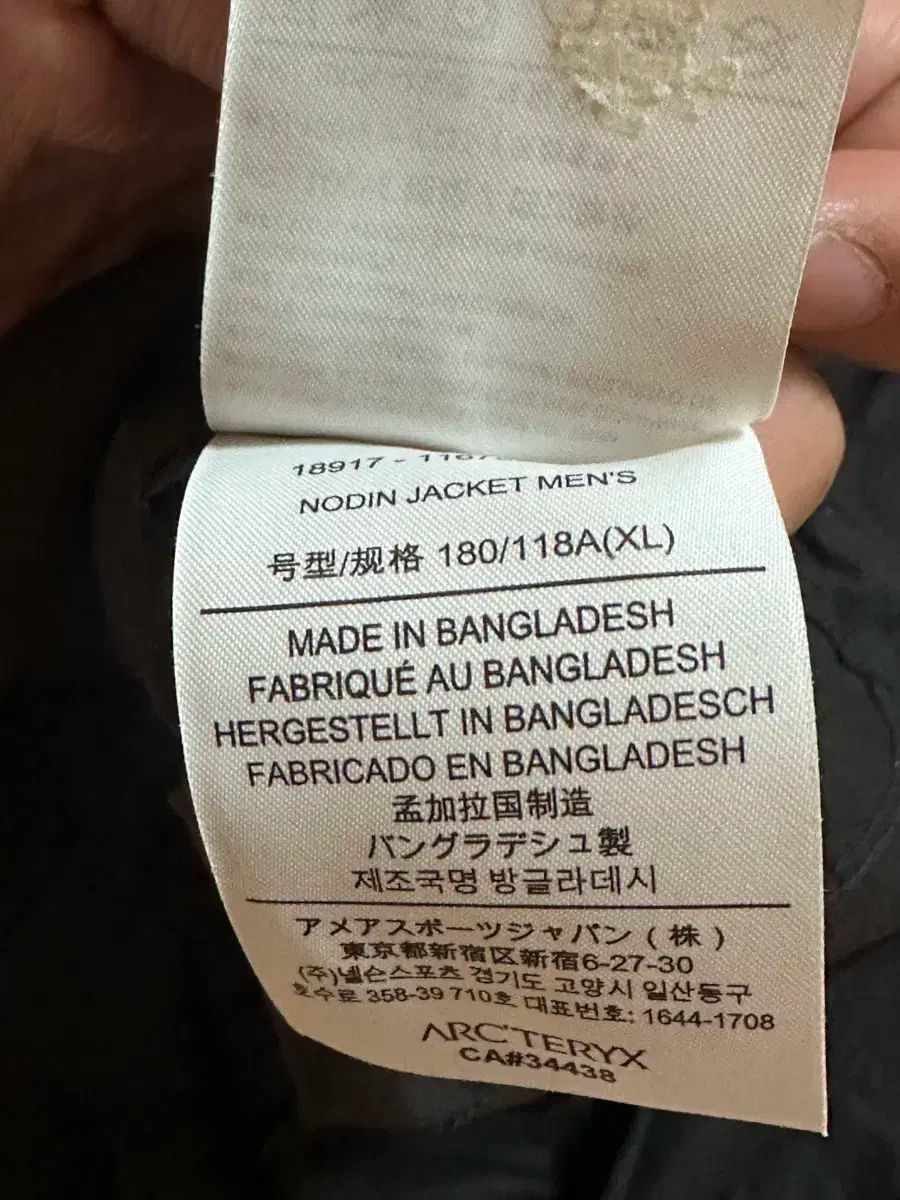 18917 -
NODIN JACKET MEN'S
号型/规格 180/118A(XL)
MADE IN BANGLADESH
FABRIQUÉ AU BANGLADESH
HERGESTELLT IN BANGLADESCH
FABRICADO EN BANGLADESH
孟加拉国制造
バングラデシュ製
제조국명 방글라데시
アメアスポーツジャパン ( 株 )
東京都新宿区新宿6-27-30
(주)넬슨스포츠 경기도 고양시 일산동구
호수로 358-39 710호 대표번호: 1644-1708
ARC'TERYX
CA#34438